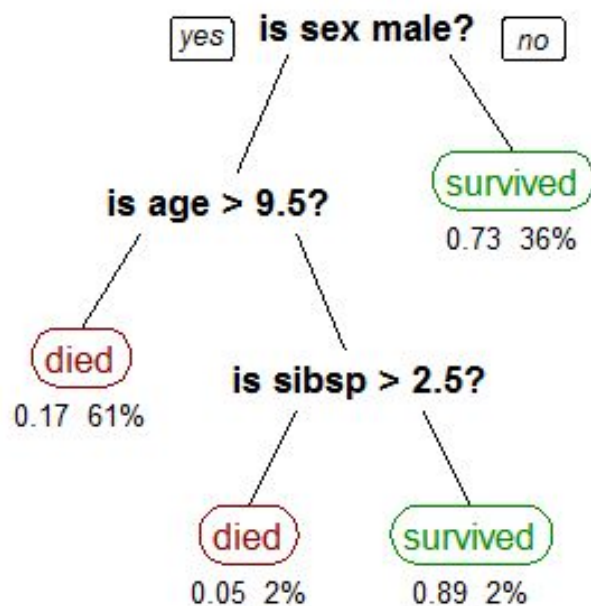 yes is sex male? no
survived
is age > 9.5?
0.73 36%
died
is sibsp > 2.5?
0.17 61%
died survived
0.05 2% 0.89 2%